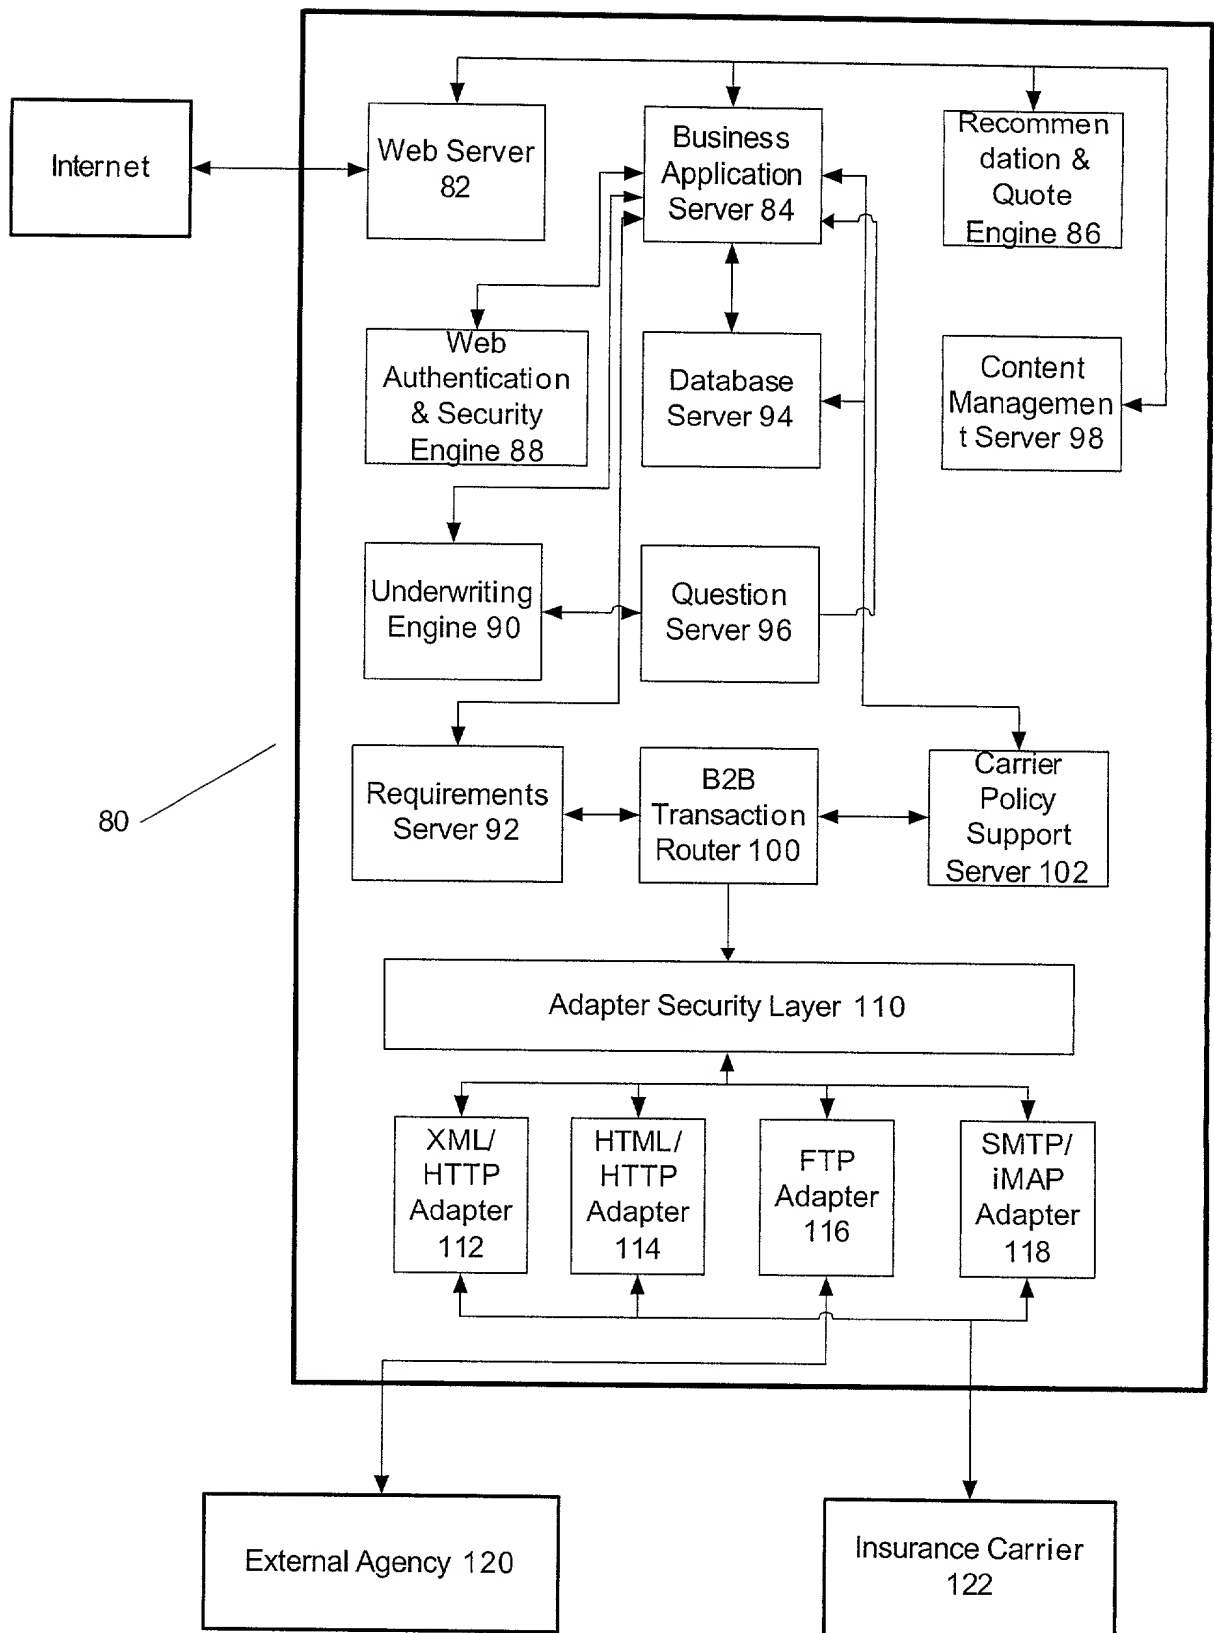 Internet
Web Server
82
Business
Application
Server 84
Recommen
dation &
Quote
Engine 86
Web
Authentication
& Security
Engine 88
Database
Server 94
Content
Managemen
t Server 98
Underwriting
Engine 90
Question
Server 96
80
Requirements
Server 92
B2B
Transaction
Router 100
Carrier
Policy
Support
Server 102
Adapter Security Layer 110
XML/
HTTP
Adapter
112
HTML/
HTTP
Adapter
114
FTP
Adapter
116
SMTP/
iMAP
Adapter
118
External Agency 120
Insurance Carrier
122